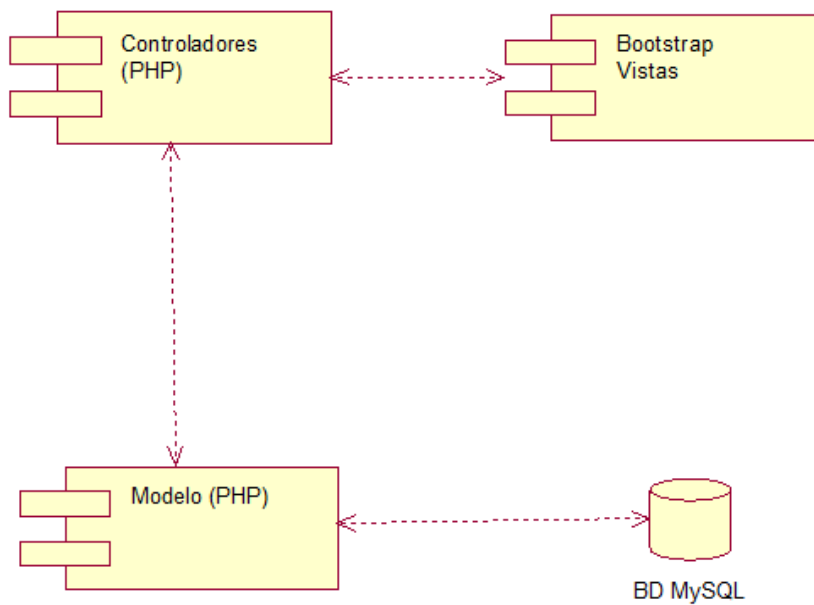 Controladores
(PHP)
Bootstrap
Vistas
Modelo (PHP)
BD MySQL